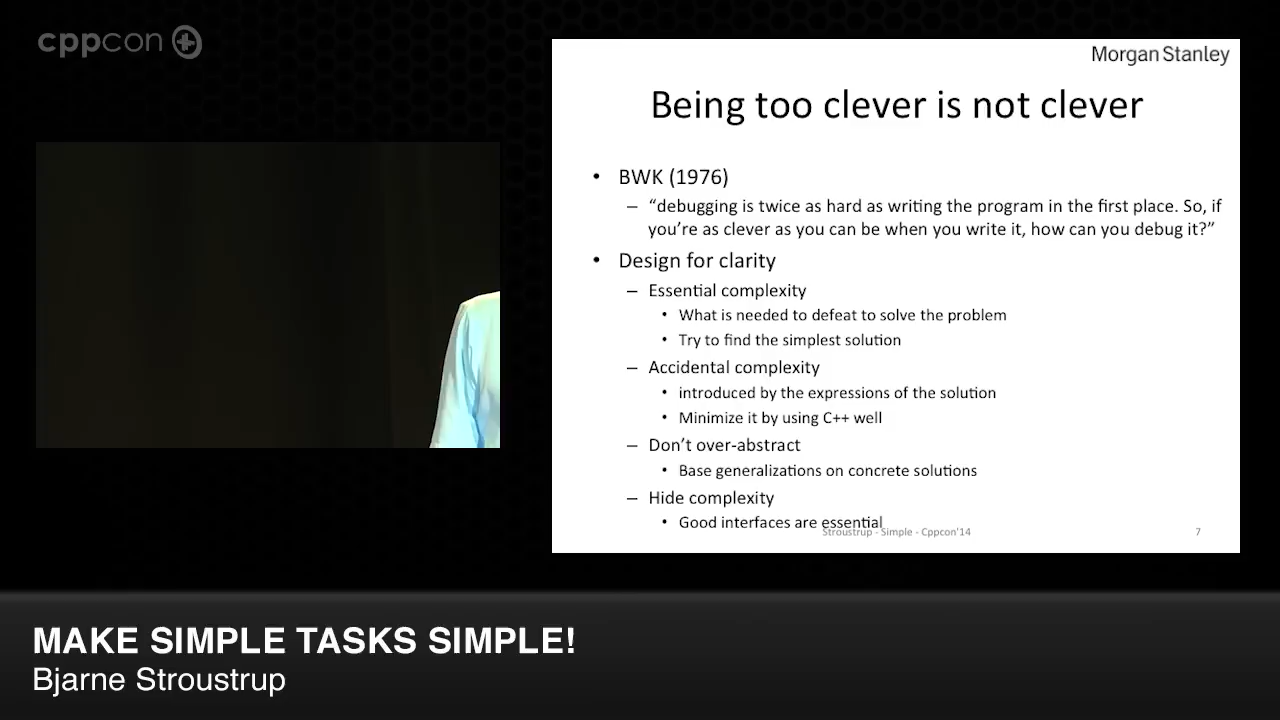 cppcon
Morgan Stanley
Being too clever is not clever
• BWK (1976)
– “debugging is twice as hard as writing the program in the first place. So, if
you’re as clever as you can be when you write it, how can you debug it?”
• Design for clarity
– Essential complexity
• What is needed to defeat to solve the problem
• Try to find the simplest solution
– Accidental complexity
• introduced by the expressions of the solution
• Minimize it by using C++ well
– Don’t over-abstract
• Base generalizations on concrete solutions
– Hide complexity
• Good interfaces are essential
Stroustrup - Simple - Cppcon'14
7
MAKE SIMPLE TASKS SIMPLE!
Bjarne Stroustrup